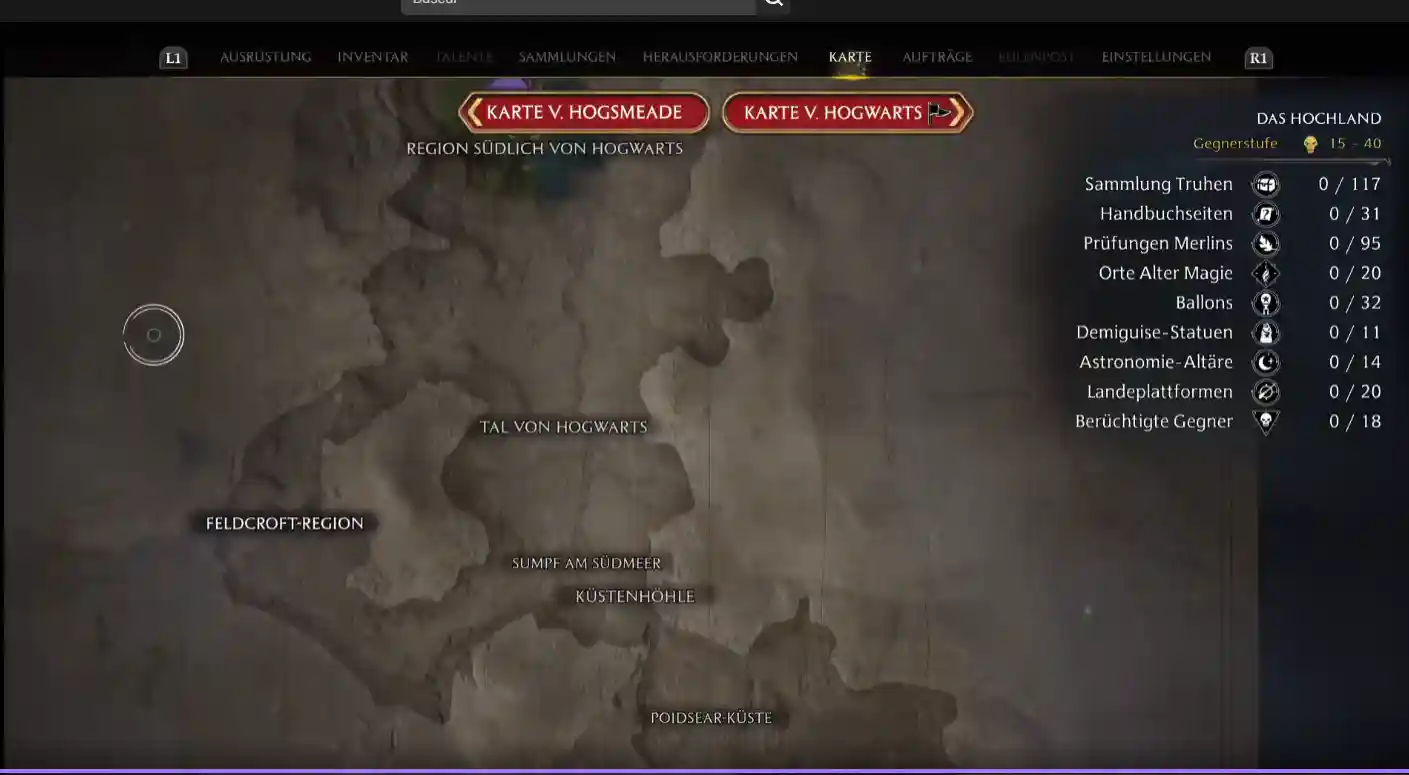 L1 AUSRÜSTUNG INVENTAR TALENTE SAMMLUNGEN HERAUSFORDERUNGEN KARTE AUFTRÄGE EULENPOST EINSTELLUNGEN R1
KARTE V. HOGSMEADE
KARTE V. HOGWARTS
REGION SÜDLICH VON HOGWARTS
DAS HOCHLAND
Gegnerstufe 15 - 40
Sammlung Truhen 0 / 117
Handbuchseiten 0 / 31
Prüfungen Merlins 0 / 95
Orte Alter Magie 0 / 20
Ballons 0 / 32
Demiguise-Statuen 0 / 11
Astronomie-Altäre 0 / 14
Landeplattformen 0 / 20
Berüchtigte Gegner 0 / 18
TAL VON HOGWARTS
FELDCROFT-REGION
SUMPF AM SÜDMEER
KÜSTENHÖHLE
POIDSEAR-KÜSTE